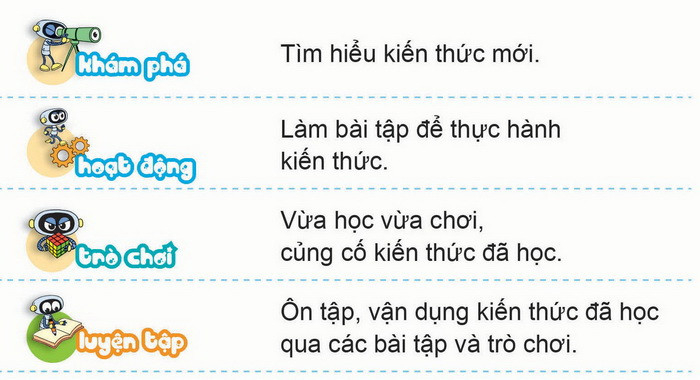 khám phá
Tìm hiểu kiến thức mới.
hoạt động
Làm bài tập để thực hành
kiến thức.
trò chơi
Vừa học vừa chơi,
củng cố kiến thức đã học.
luyện tập
Ôn tập, vận dụng kiến thức đã học
qua các bài tập và trò chơi.